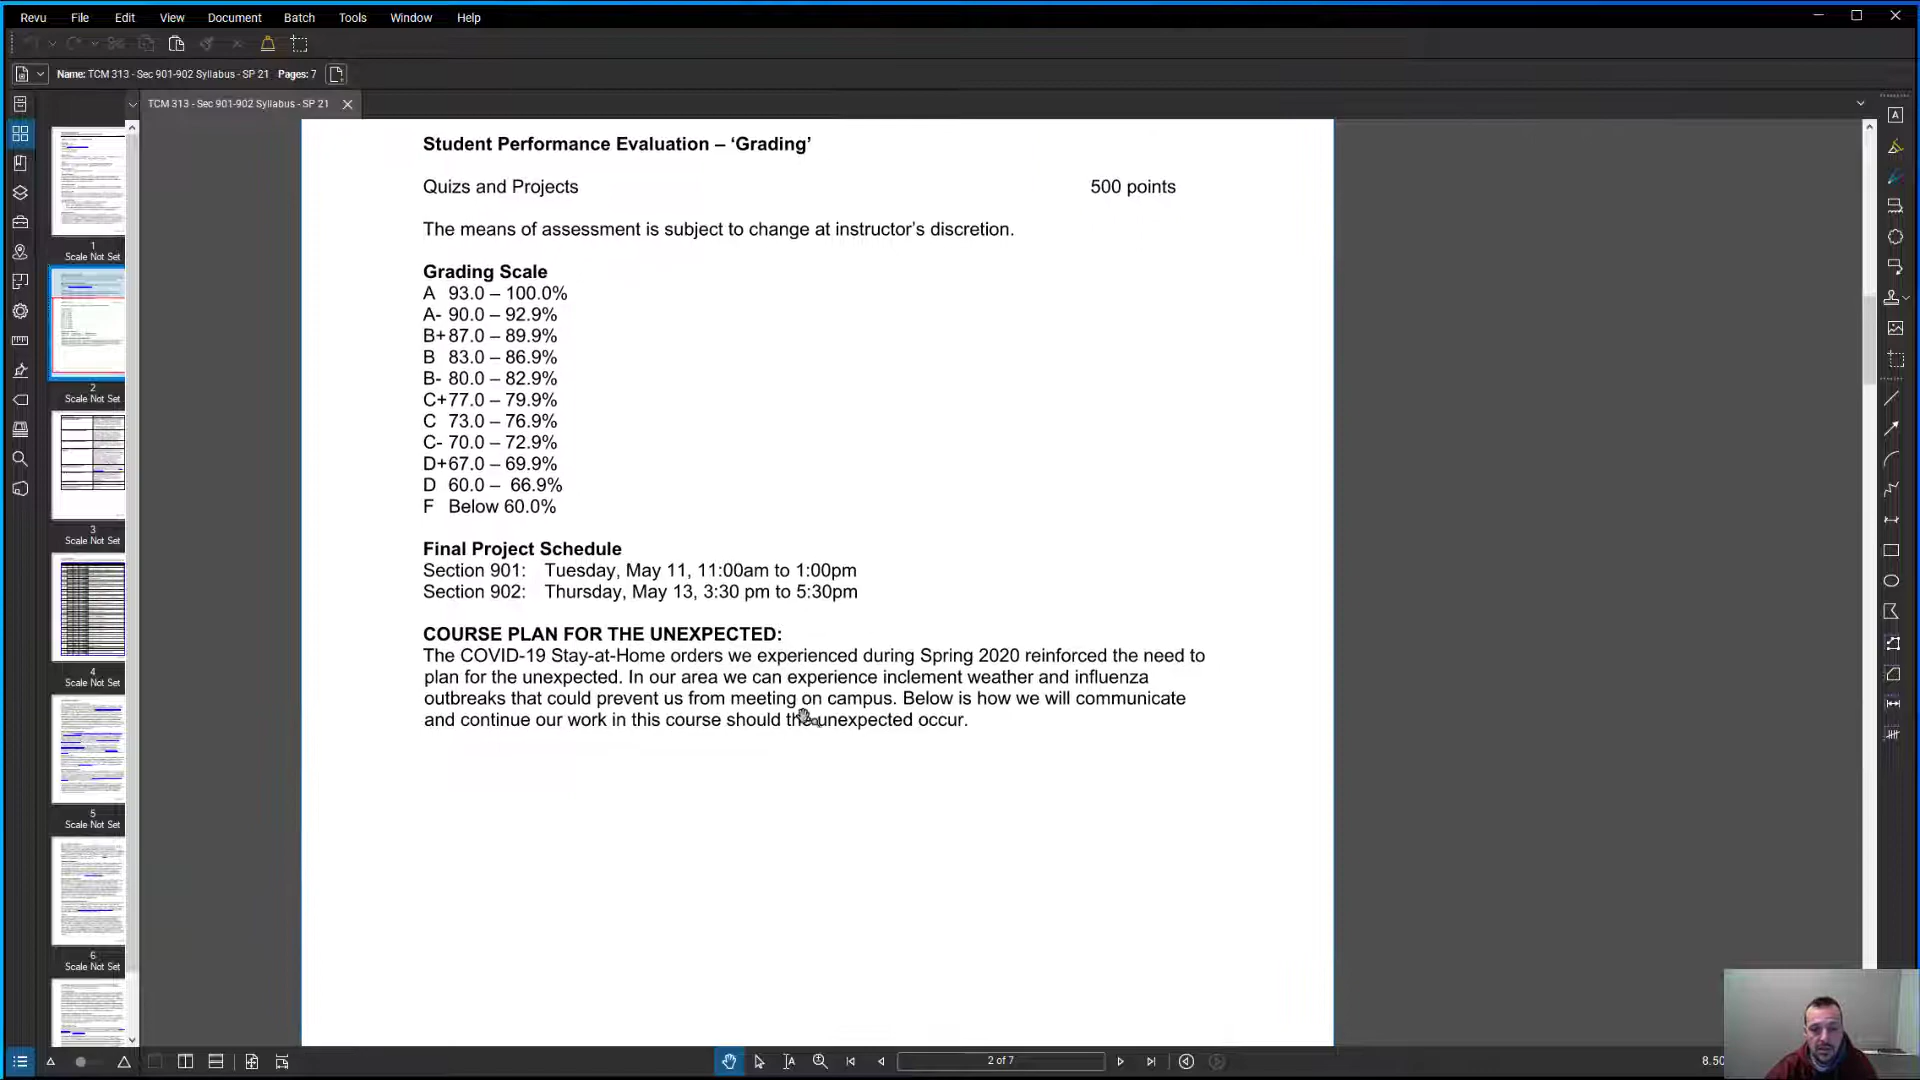 Revu File Edit View Document Batch Tools Window Help
Name: TCM 313 - Sec 901-902 Syllabus - SP 21 Pages: 7
TCM 313 - Sec 901-902 Syllabus - SP 21
1
Scale Not Set
2
Scale Not Set
3
Scale Not Set
4
Scale Not Set
5
Scale Not Set
6
Scale Not Set
Student Performance Evaluation – ‘Grading’
Quizs and Projects 500 points
The means of assessment is subject to change at instructor’s discretion.
Grading Scale
A 93.0 – 100.0%
A- 90.0 – 92.9%
B+ 87.0 – 89.9%
B 83.0 – 86.9%
B- 80.0 – 82.9%
C+ 77.0 – 79.9%
C 73.0 – 76.9%
C- 70.0 – 72.9%
D+ 67.0 – 69.9%
D 60.0 – 66.9%
F Below 60.0%
Final Project Schedule
Section 901: Tuesday, May 11, 11:00am to 1:00pm
Section 902: Thursday, May 13, 3:30 pm to 5:30pm
COURSE PLAN FOR THE UNEXPECTED:
The COVID-19 Stay-at-Home orders we experienced during Spring 2020 reinforced the need to
plan for the unexpected. In our area we can experience inclement weather and influenza
outbreaks that could prevent us from meeting on campus. Below is how we will communicate
and continue our work in this course should the unexpected occur.
2 of 7
8.50